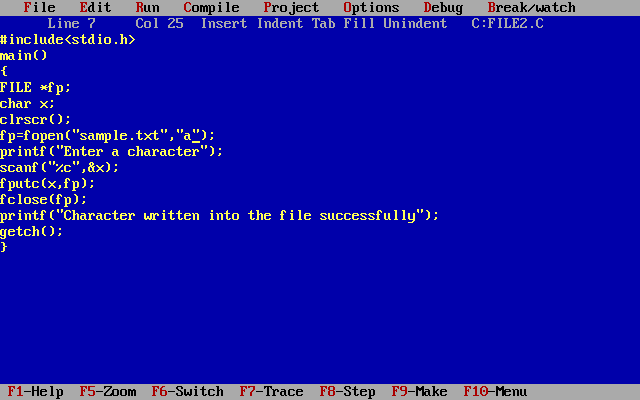 File Edit Run Compile Project Options Debug Break/watch
Line 7 Col 25 Insert Indent Tab Fill Unindent C:FILE2.C
#include<stdio.h>
main()
{
FILE *fp;
char x;
clrscr();
fp=fopen("sample.txt","a");
printf("Enter a character");
scanf("%c",&x);
fputc(x,fp);
fclose(fp);
printf("Character written into the file successfully");
getch();
}
F1-Help F5-Zoom F6-Switch F7-Trace F8-Step F9-Make F10-Menu